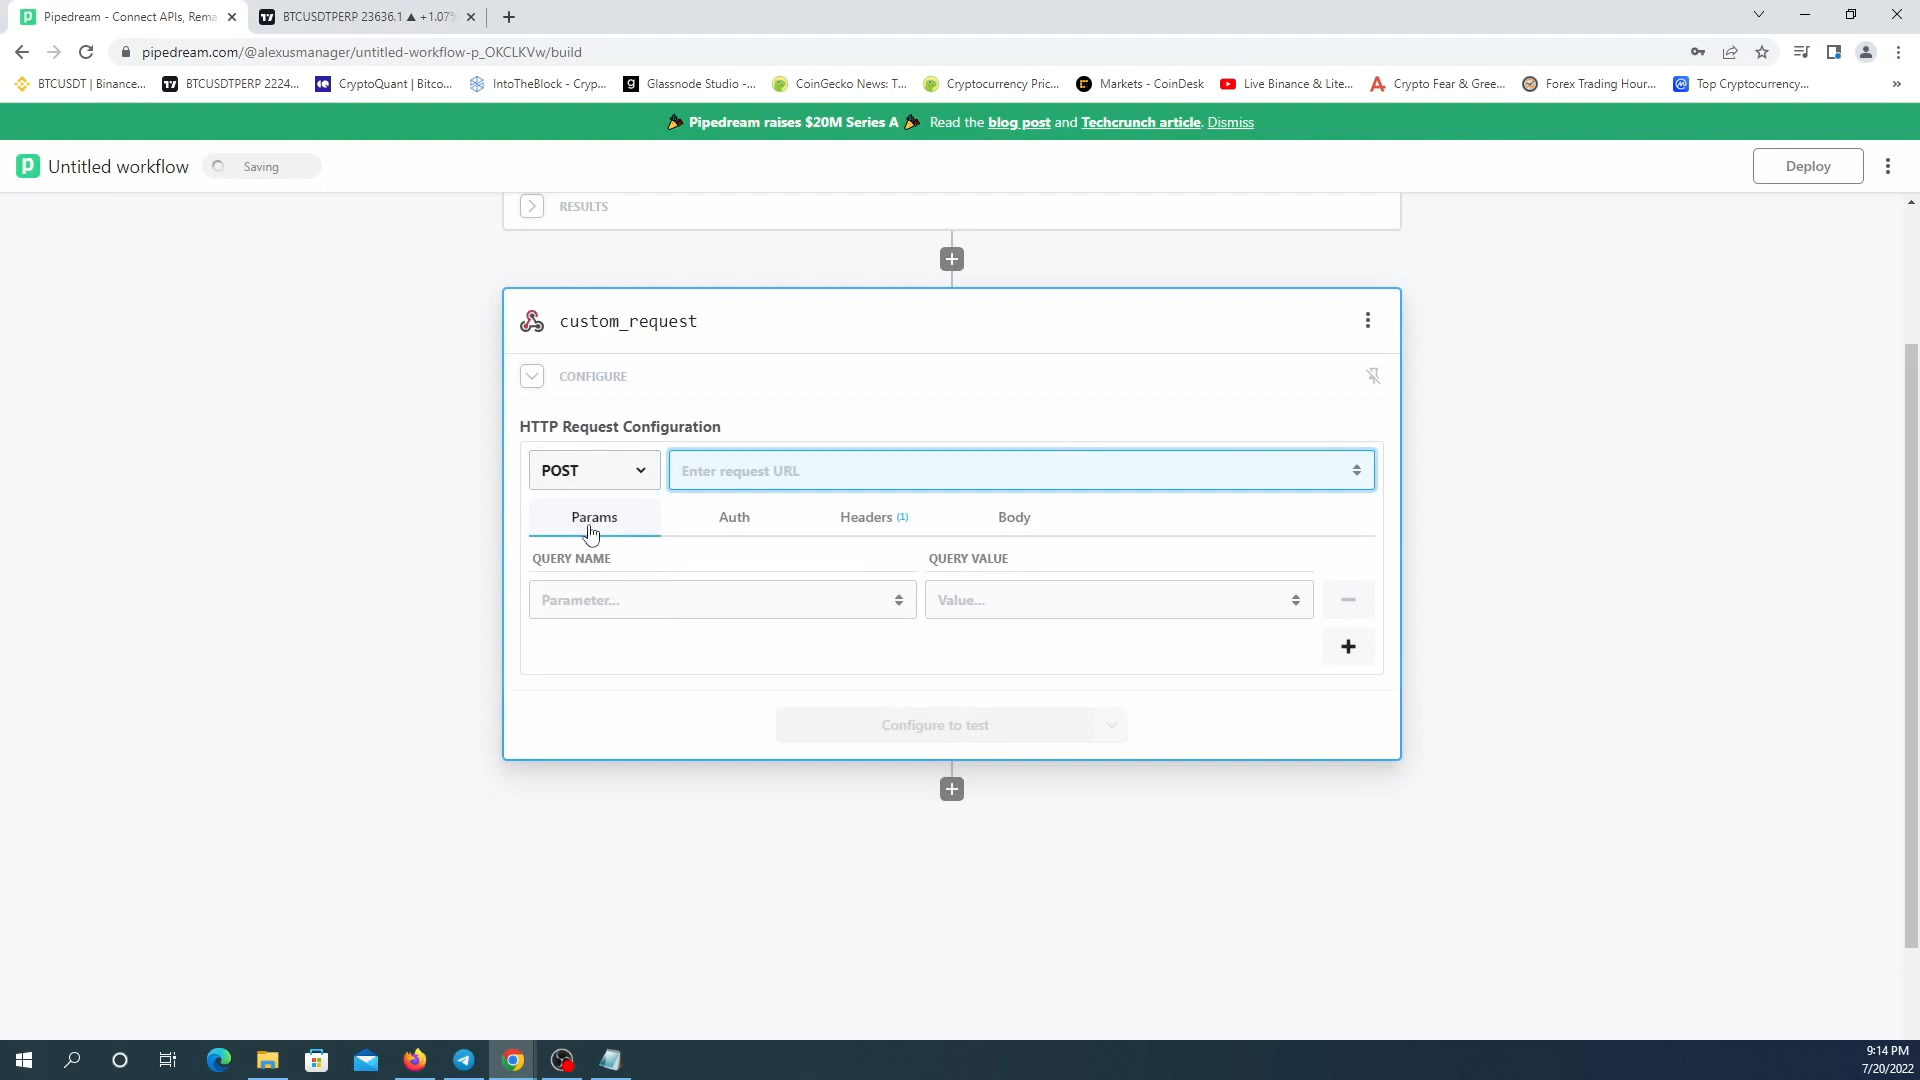 Pipedream - Connect APIs, Rema
BTCUSDTPERP 23636.1 ▲ +1.07%
pipedream.com/@alexusmanager/untitled-workflow-p_OKCLKVw/build
BTCUSDT | Binance...
BTCUSDTPERP 2224...
CryptoQuant | Bitco...
IntoTheBlock - Cryp...
Glassnode Studio -...
CoinGecko News: T...
Cryptocurrency Pric...
Markets - CoinDesk
Live Binance & Lite...
Crypto Fear & Gree...
Forex Trading Hour...
Top Cryptocurrency...
»
Pipedream raises $20M Series A Read the blog post and Techcrunch article. Dismiss
Untitled workflow
Saving
Deploy
RESULTS
custom_request
CONFIGURE
HTTP Request Configuration
POST
Enter request URL
Params
Auth
Headers (1)
Body
QUERY NAME
QUERY VALUE
Parameter...
Value...
Configure to test
9:14 PM
7/20/2022